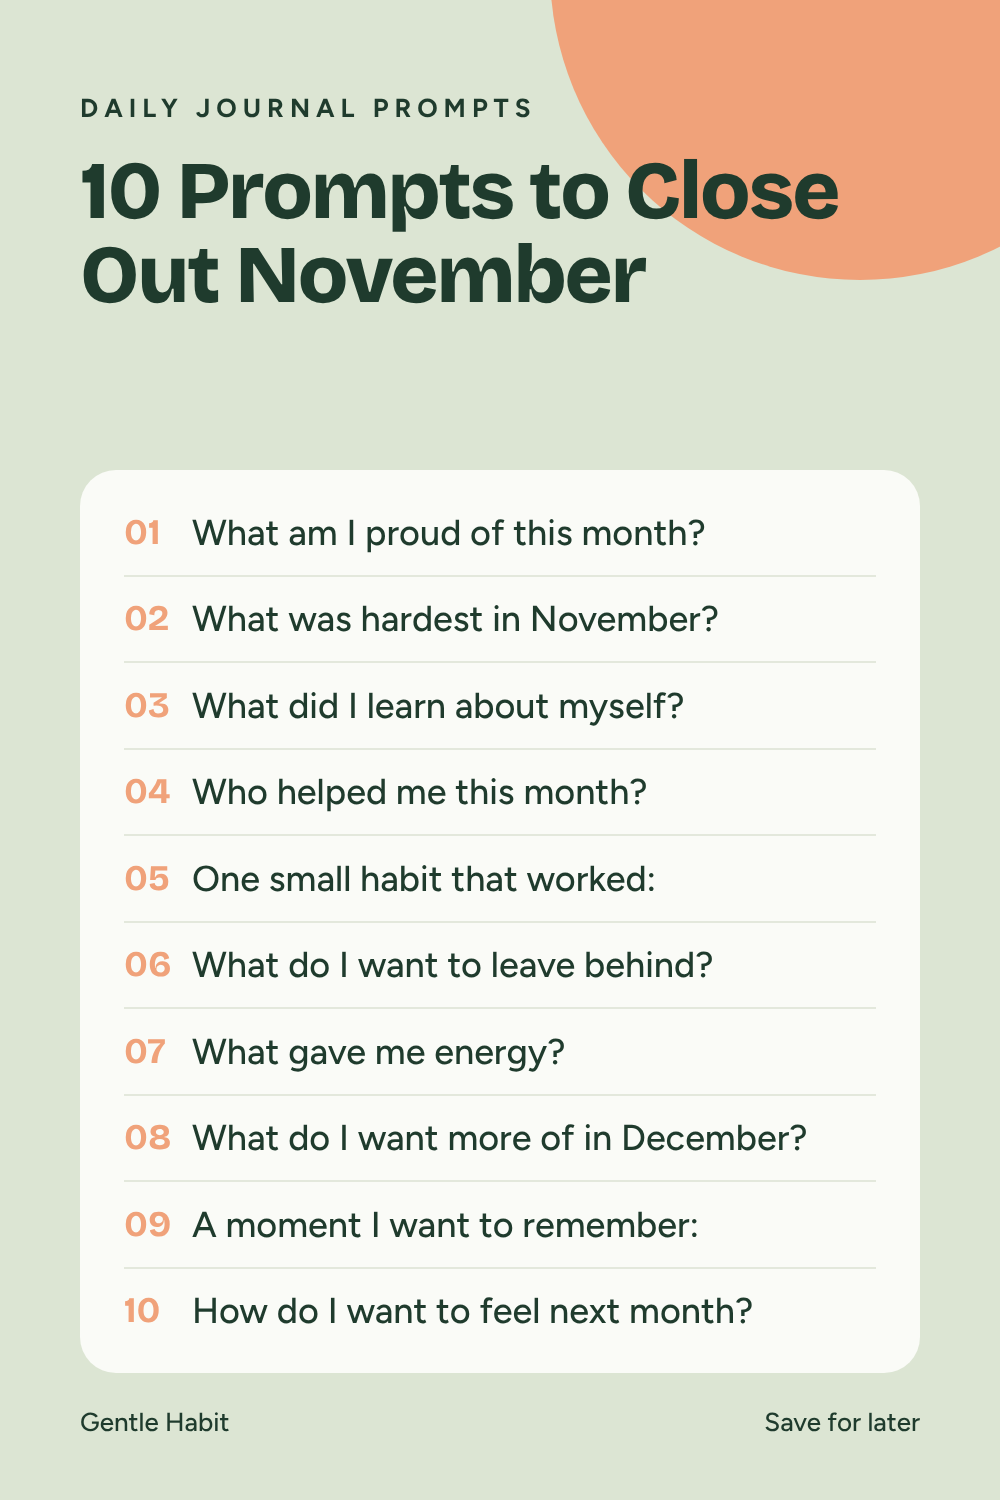 DAILY JOURNAL PROMPTS
10 Prompts to Close
Out November
01 What am I proud of this month?
02 What was hardest in November?
03 What did I learn about myself?
04 Who helped me this month?
05 One small habit that worked:
06 What do I want to leave behind?
07 What gave me energy?
08 What do I want more of in December?
09 A moment I want to remember:
10 How do I want to feel next month?
Gentle Habit
Save for later